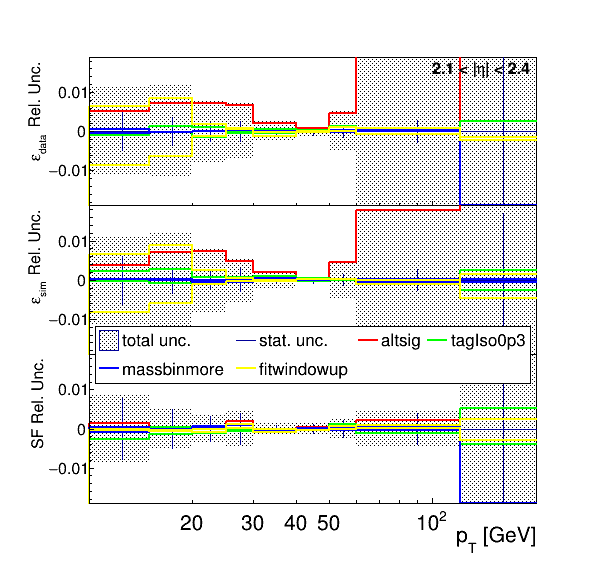 2.1 < |η| < 2.4
ε_data Rel. Unc.
0.01
0
−0.01
ε_sim Rel. Unc.
0.01
0
−0.01
total unc. stat. unc. altsig tagIso0p3
massbinmore fitwindowup
SF Rel. Unc.
0.01
0
−0.01
20 30 40 50 10²
p_T [GeV]